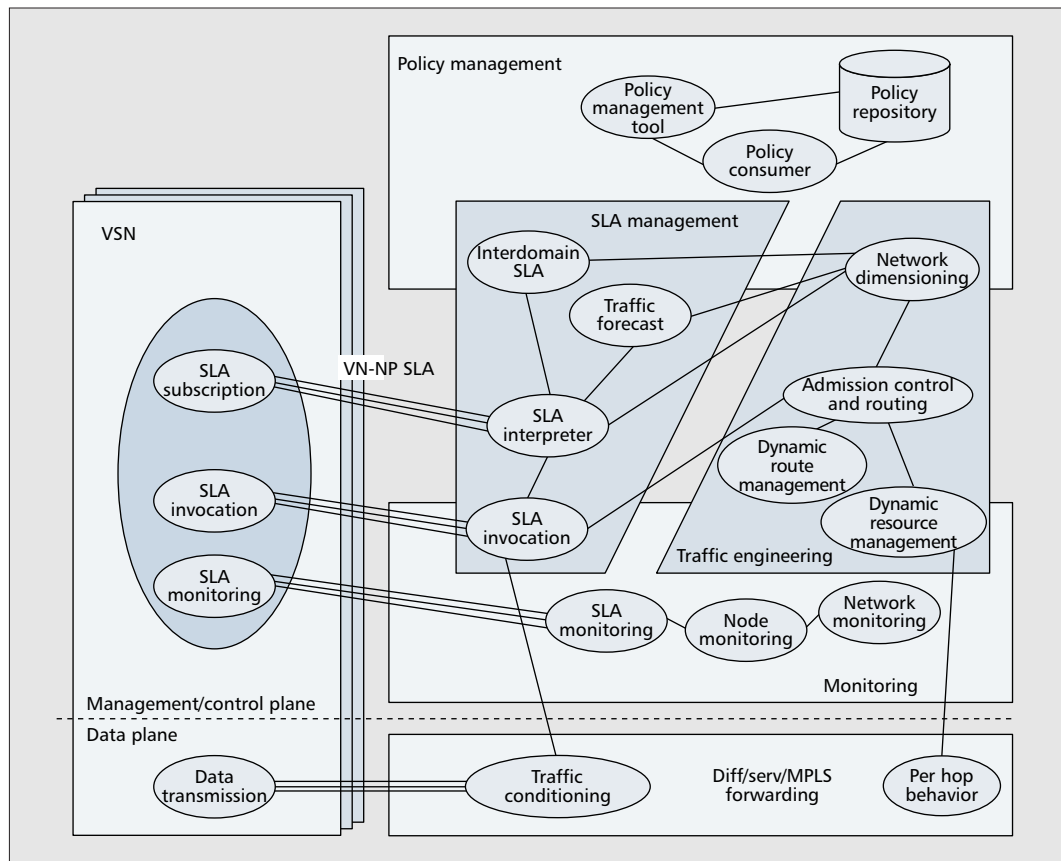 Policy management
Policy
management
tool
Policy
repository
Policy
consumer
VSN
SLA management
Interdomain
SLA
Network
dimensioning
Traffic
forecast
SLA
subscription
VN-NP SLA
SLA
interpreter
Admission control
and routing
Dynamic
route
management
SLA
invocation
SLA
invocation
Dynamic
resource
management
Traffic engineering
SLA
monitoring
SLA
monitoring
Node
monitoring
Network
monitoring
Monitoring
Management/control plane
Data plane
Data
transmission
Traffic
conditioning
Diff/serv/MPLS
forwarding
Per hop
behavior